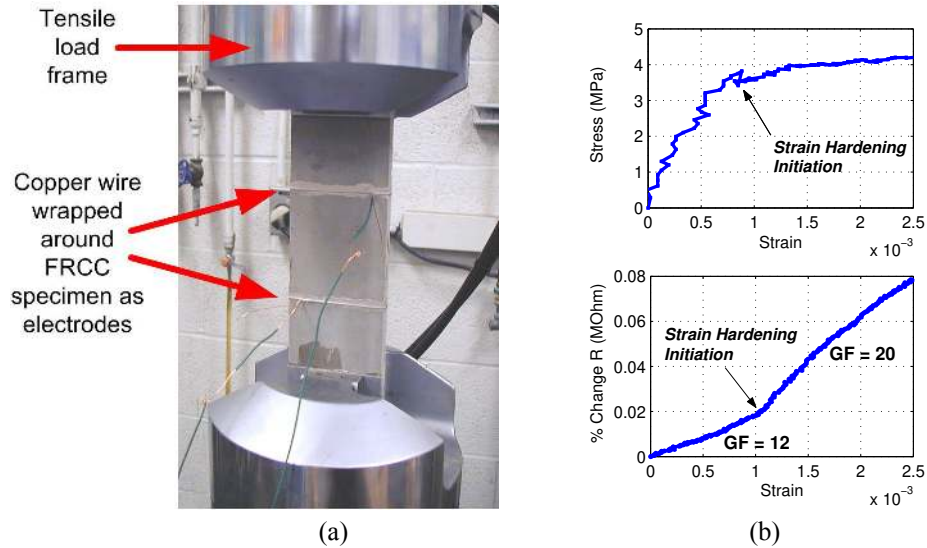 Tensile
load
frame
Copper wire
wrapped
around
FRCC
specimen as
electrodes
(a)
5
4
3
2
1
0
Stress (MPa)
Strain Hardening
Initiation
0 0.5 1 1.5 2 2.5
Strain
x 10⁻³
0.08
0.06
0.04
0.02
0
% Change R (MOhm)
Strain Hardening
Initiation
GF = 20
GF = 12
0 0.5 1 1.5 2 2.5
Strain
x 10⁻³
(b)